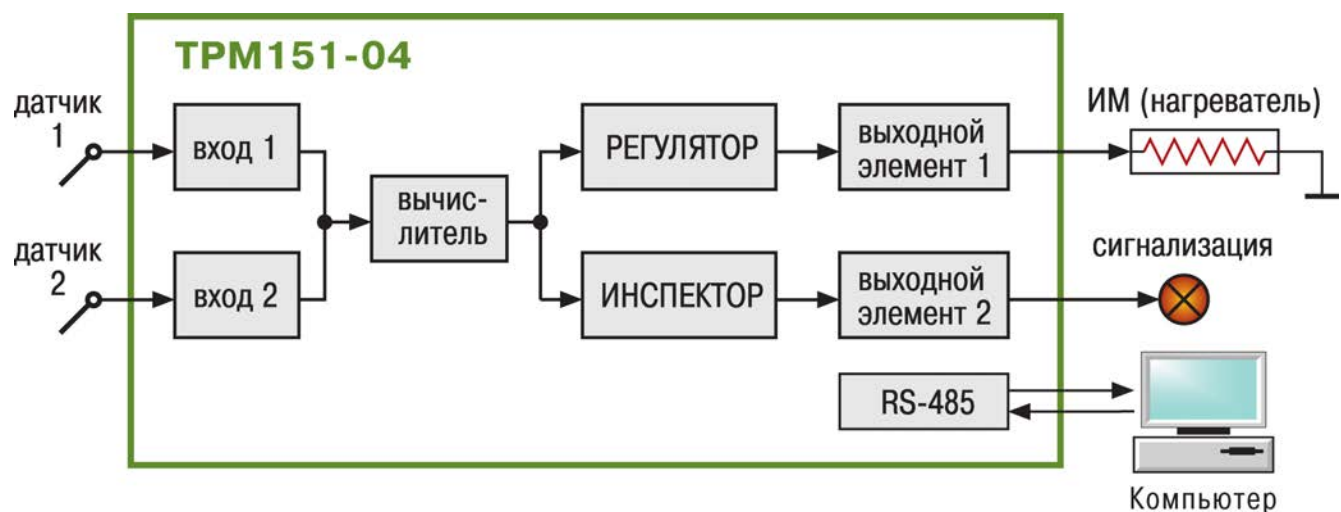 ТРМ151-04
датчик
1
вход 1
РЕГУЛЯТОР
выходной
элемент 1
ИМ (нагреватель)
вычис-
литель
датчик
2
вход 2
ИНСПЕКТОР
выходной
элемент 2
сигнализация
RS-485
Компьютер